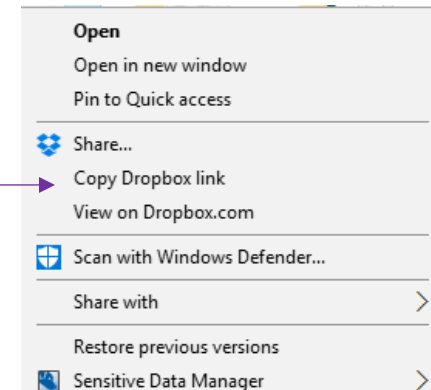 Open
Open in new window
Pin to Quick access
Share...
Copy Dropbox link
View on Dropbox.com
Scan with Windows Defender...
Share with
Restore previous versions
Sensitive Data Manager